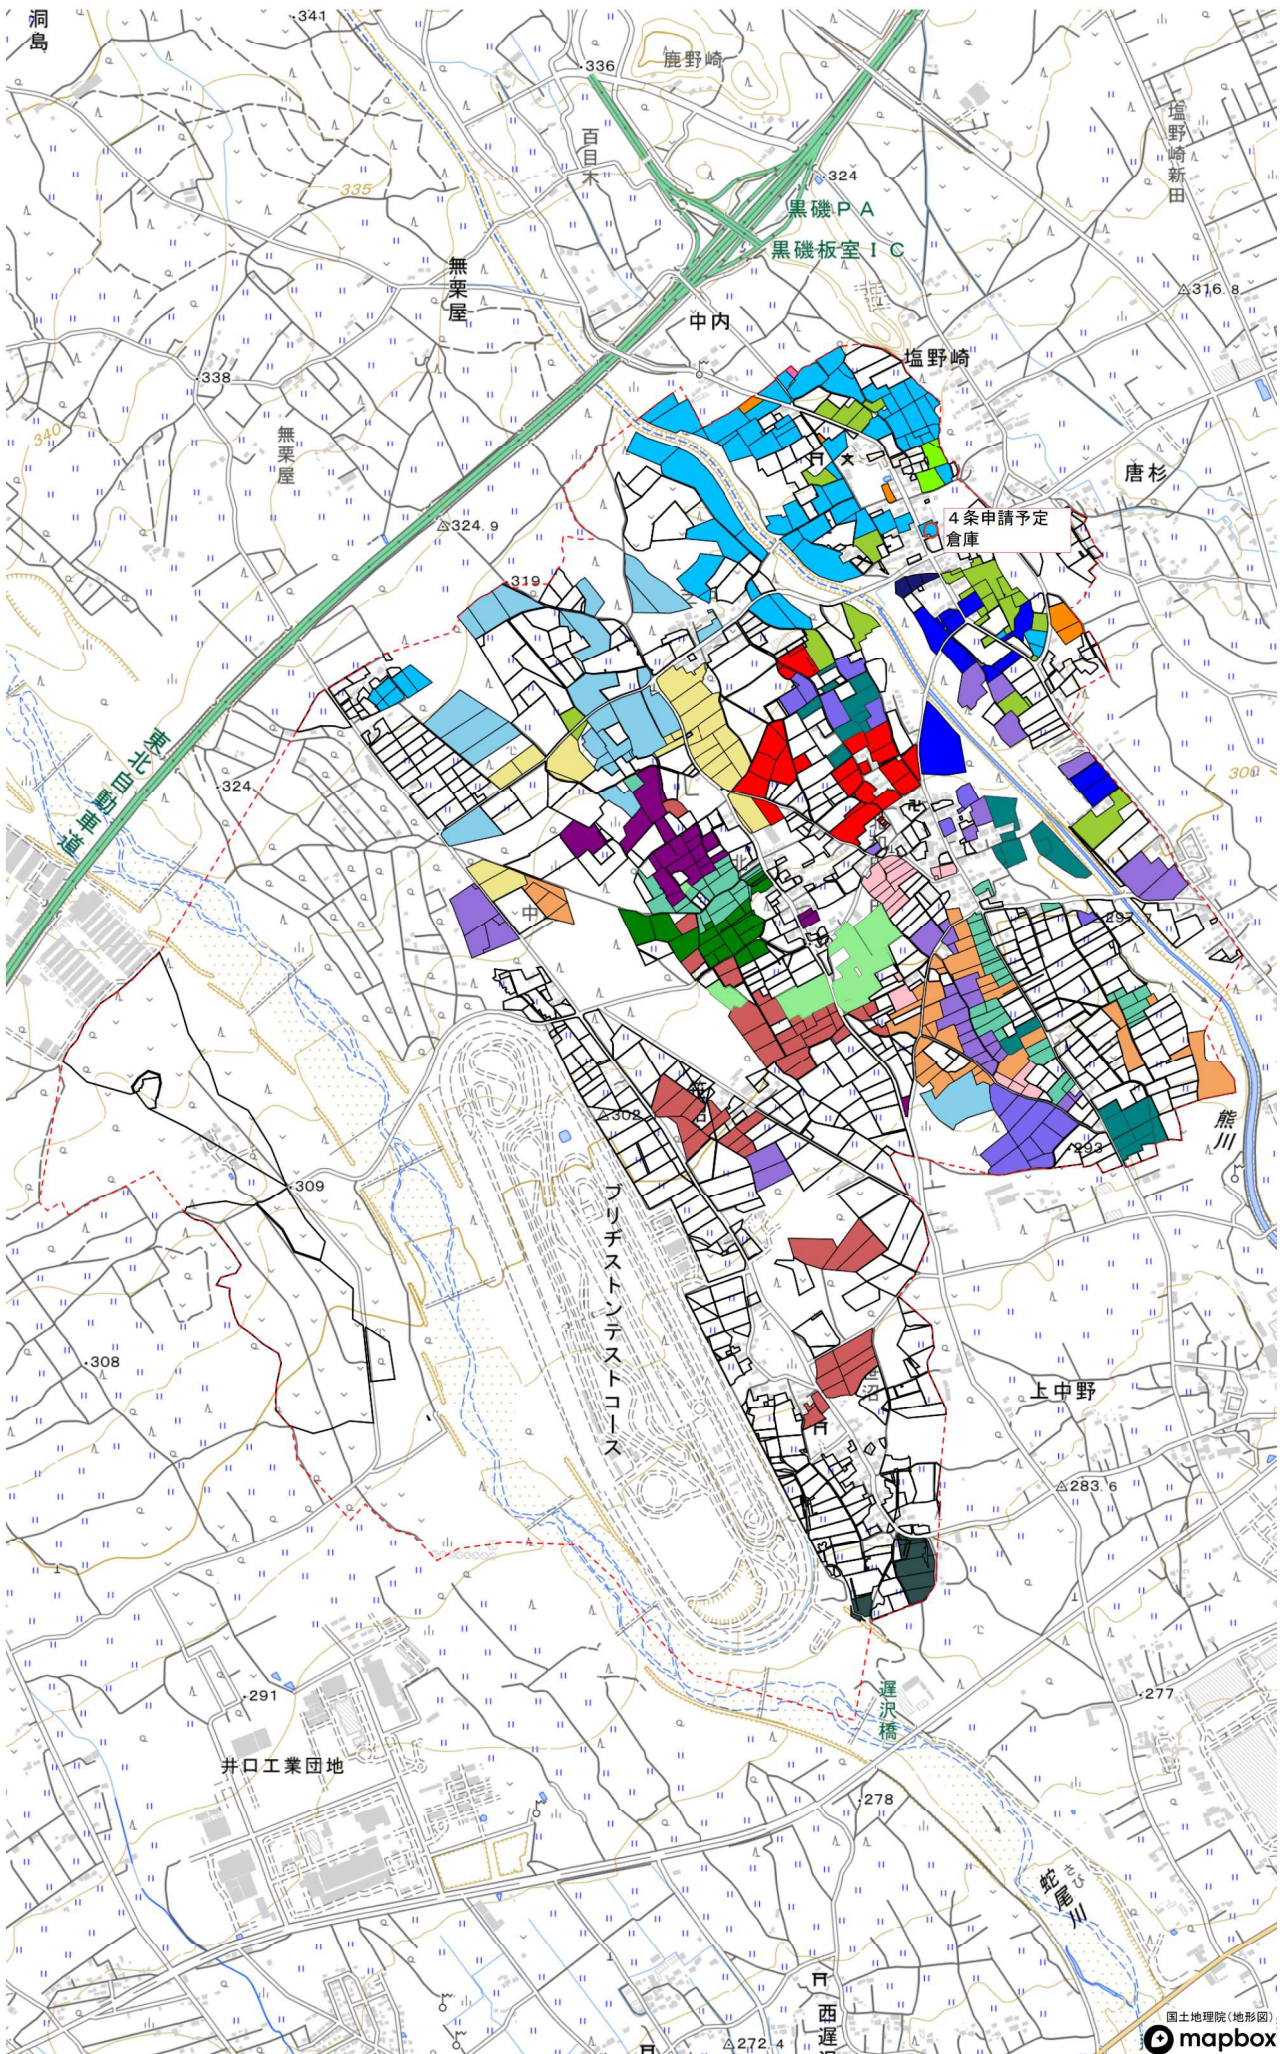 洞島
341
336
鹿野崎
百目木
塩野崎新田
335
324
黒磯PA
黒磯板室IC
無栗屋
316.8
中内
塩野崎
338
340
無栗屋
唐杉
324.9
4条申請予定
倉庫
319
東北自動車道
324
300
北
中
297.7
302
熊川
293
309
ブリヂストンテストコース
308
上中野
283.6
遅沢橋
291
277
井口工業団地
278
さび
蛇尾川
西遅沢
272.4
国土地理院(地形図)
mapbox